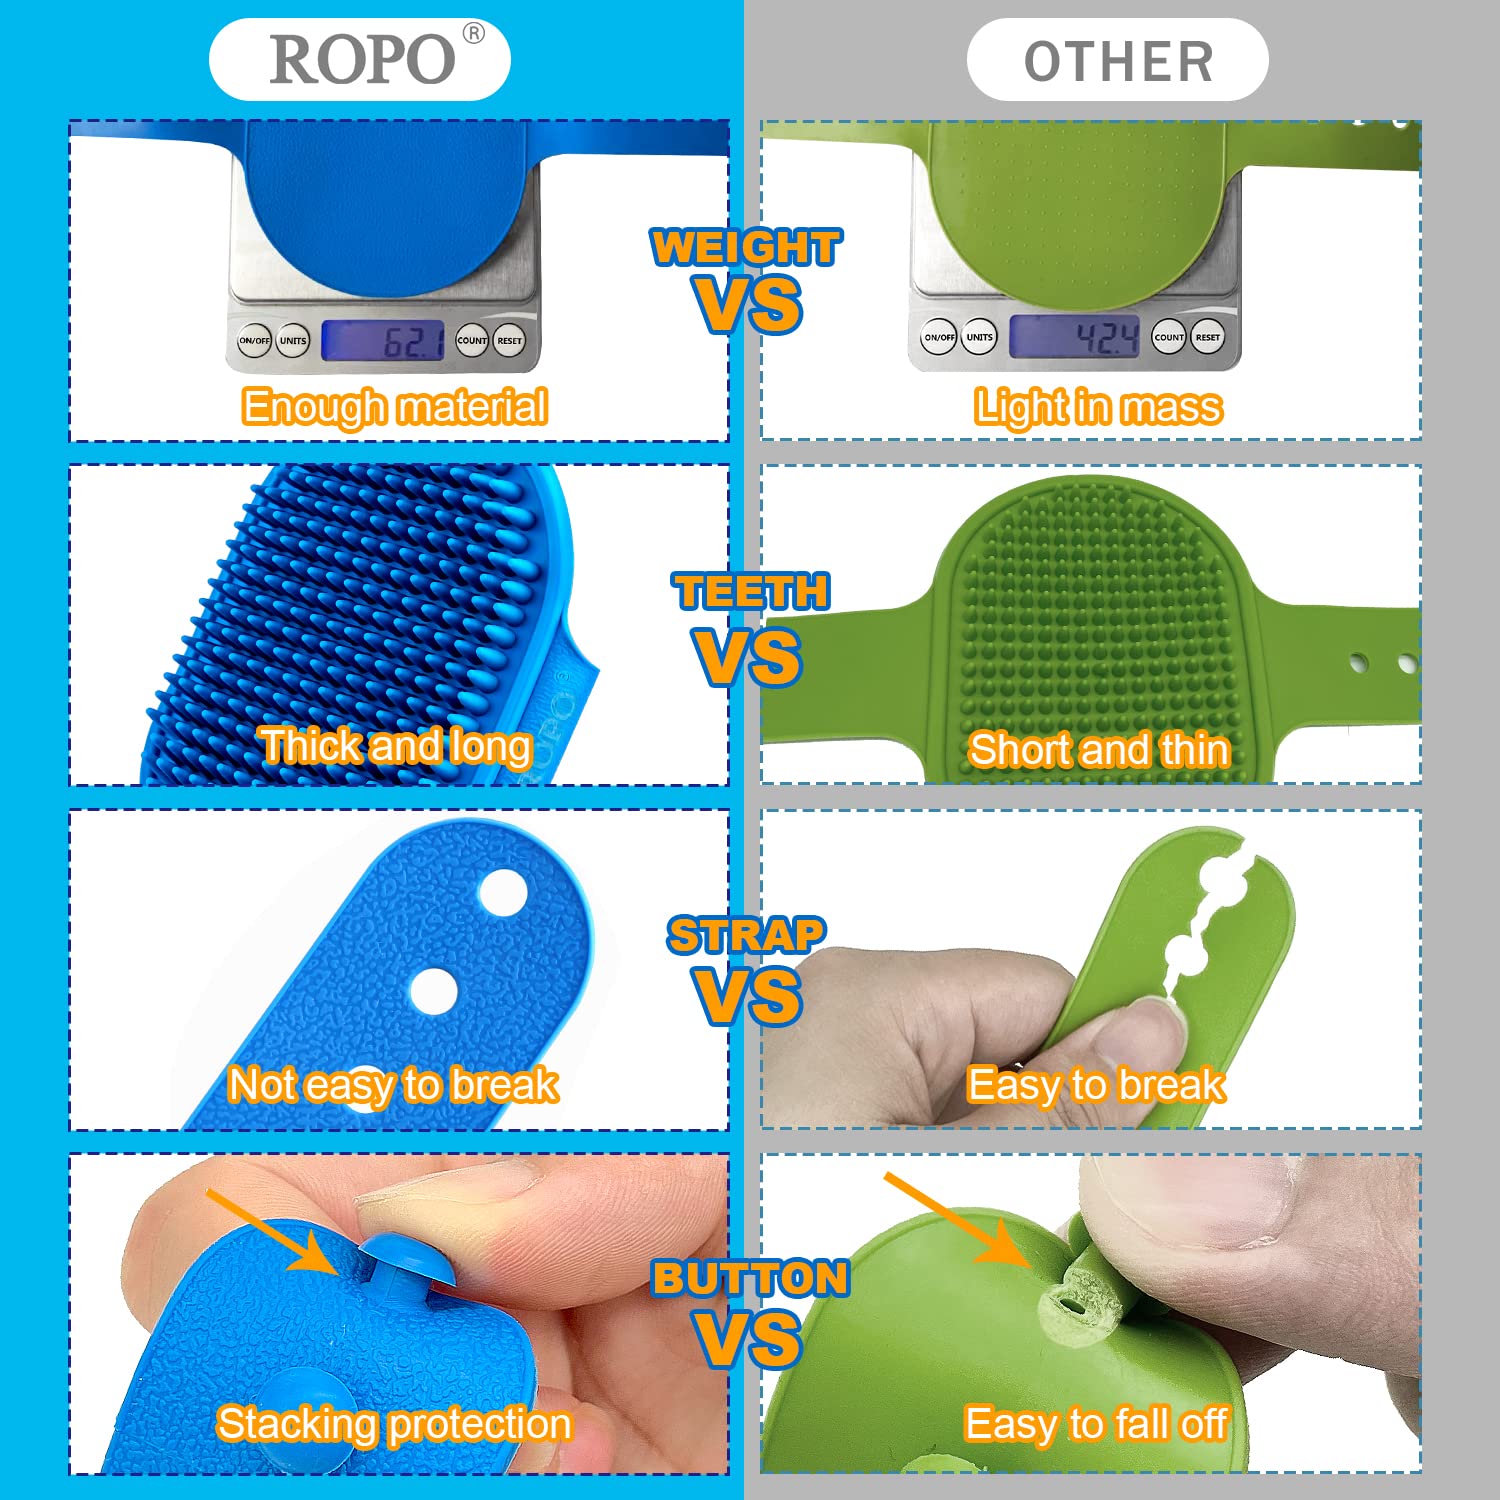 ROPO®
OTHER
WEIGHT
VS
ON/OFF UNITS 62.1 COUNT RESET
Enough material
ON/OFF UNITS 42.4 COUNT RESET
Light in mass
TEETH
VS
ROPO®
Thick and long
Short and thin
STRAP
VS
Not easy to break
Easy to break
BUTTON
VS
Stacking protection
Easy to fall off